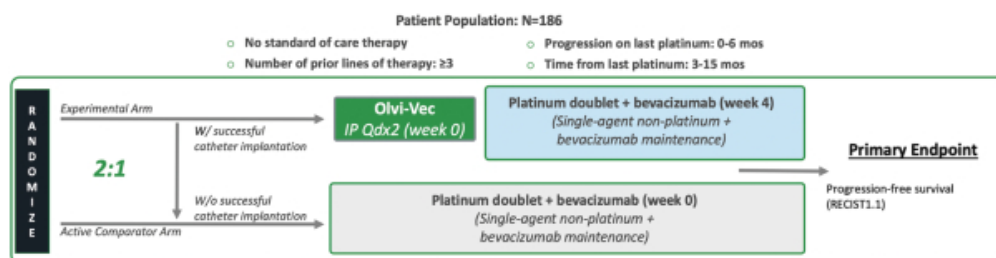 Patient Population: N=186
No standard of care therapy
Number of prior lines of therapy: ≥3
Progression on last platinum: 0-6 mos
Time from last platinum: 3-15 mos
RANDOMIZE
Experimental Arm
2:1
W/ successful
catheter implantation
W/o successful
catheter implantation
Active Comparator Arm
Olvi-Vec
IP Qdx2 (week 0)
Platinum doublet + bevacizumab (week 4)
(Single-agent non-platinum +
bevacizumab maintenance)
Platinum doublet + bevacizumab (week 0)
(Single-agent non-platinum +
bevacizumab maintenance)
Primary Endpoint
Progression-free survival
(RECIST1.1)